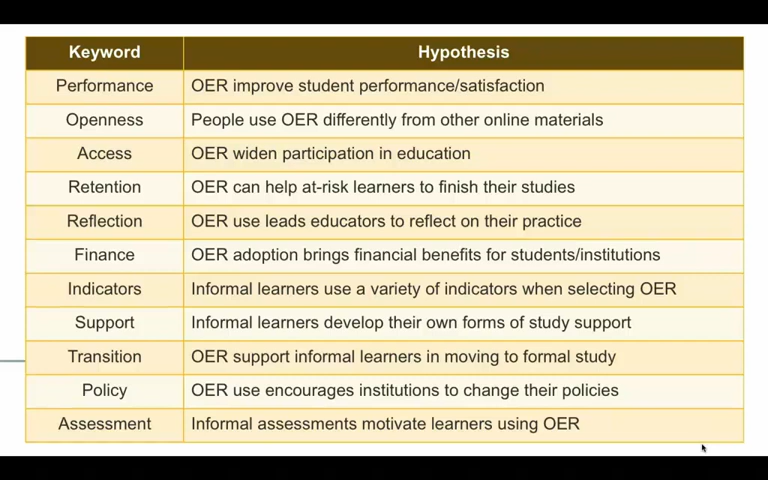 Keyword Hypothesis
Performance OER improve student performance/satisfaction
Openness People use OER differently from other online materials
Access OER widen participation in education
Retention OER can help at-risk learners to finish their studies
Reflection OER use leads educators to reflect on their practice
Finance OER adoption brings financial benefits for students/institutions
Indicators Informal learners use a variety of indicators when selecting OER
Support Informal learners develop their own forms of study support
Transition OER support informal learners in moving to formal study
Policy OER use encourages institutions to change their policies
Assessment Informal assessments motivate learners using OER